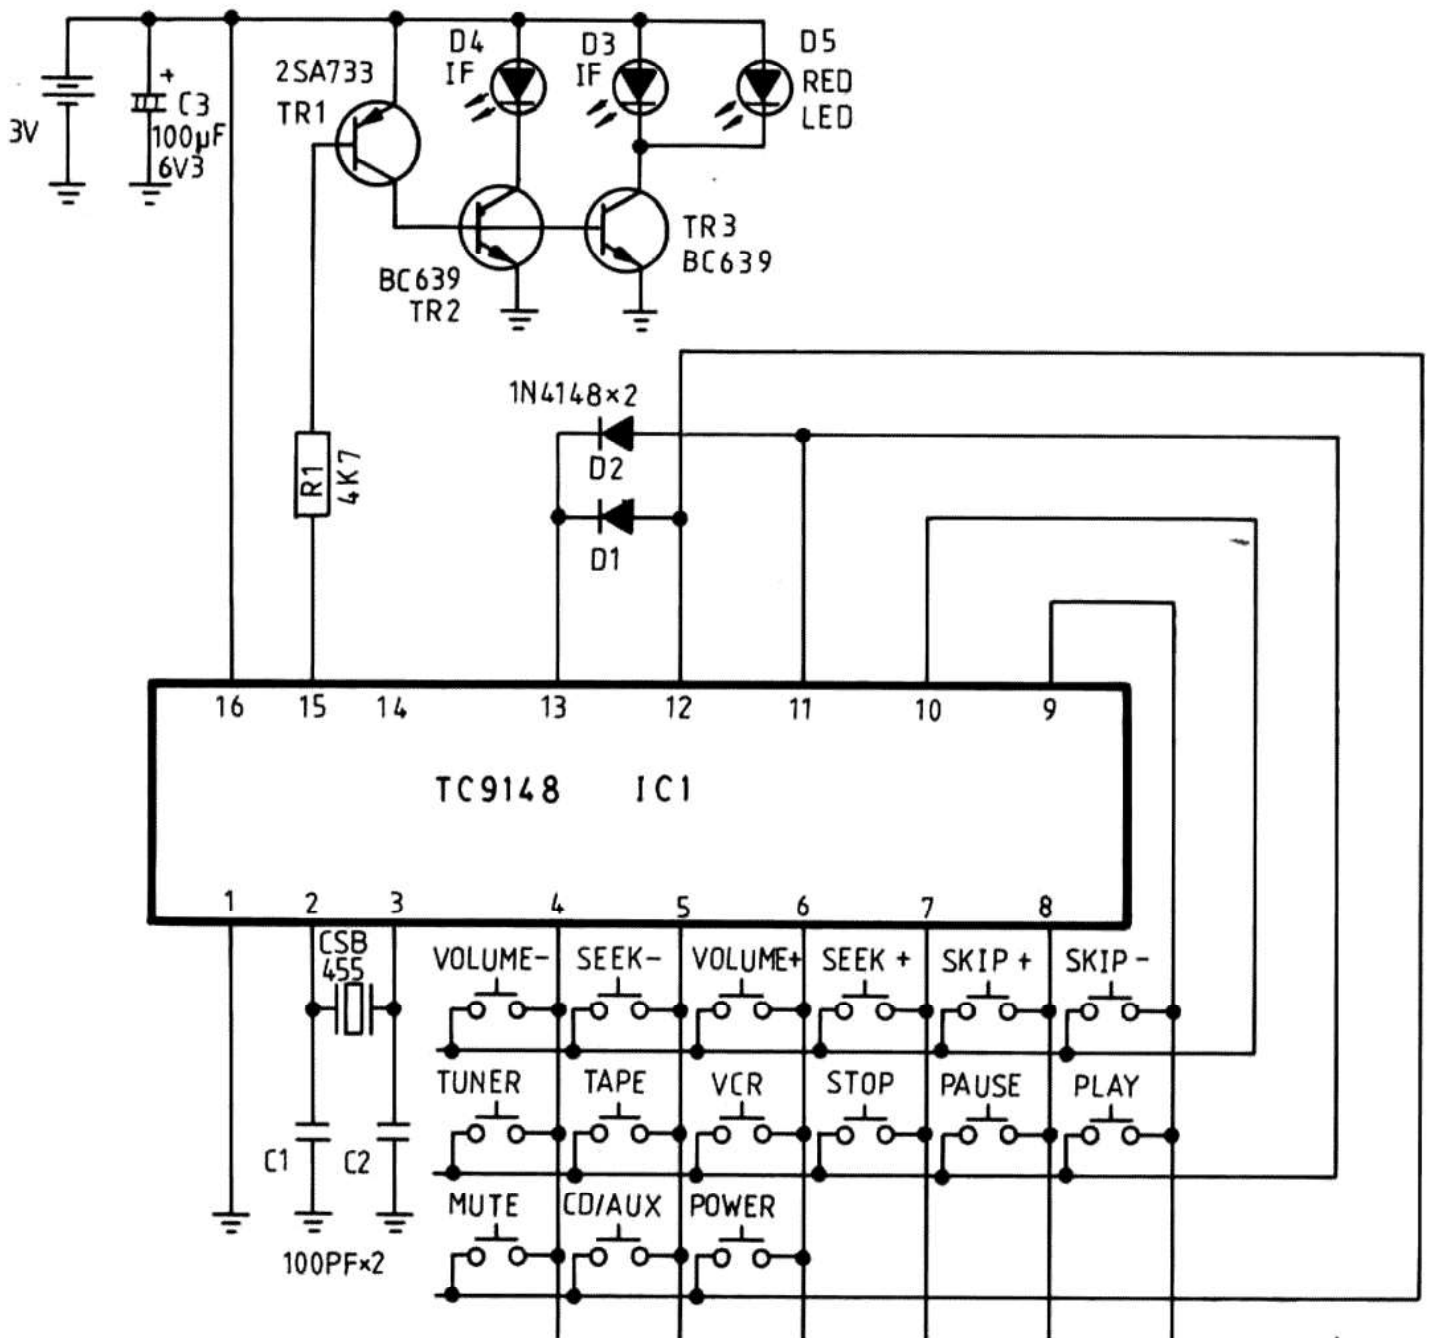 D4
IF
D3
IF
D5
RED
LED
2SA733
TR1
+
C3
100µF
6V3
3V
TR3
BC639
BC639
TR2
1N4148×2
D2
D1
R1
4K7
16 15 14 13 12 11 10 9
TC9148 IC1
1 2 3 4 5 6 7 8
CSB
455
VOLUME- SEEK- VOLUME+ SEEK + SKIP + SKIP -
TUNER TAPE VCR STOP PAUSE PLAY
C1 C2
MUTE CD/AUX POWER
100PF×2